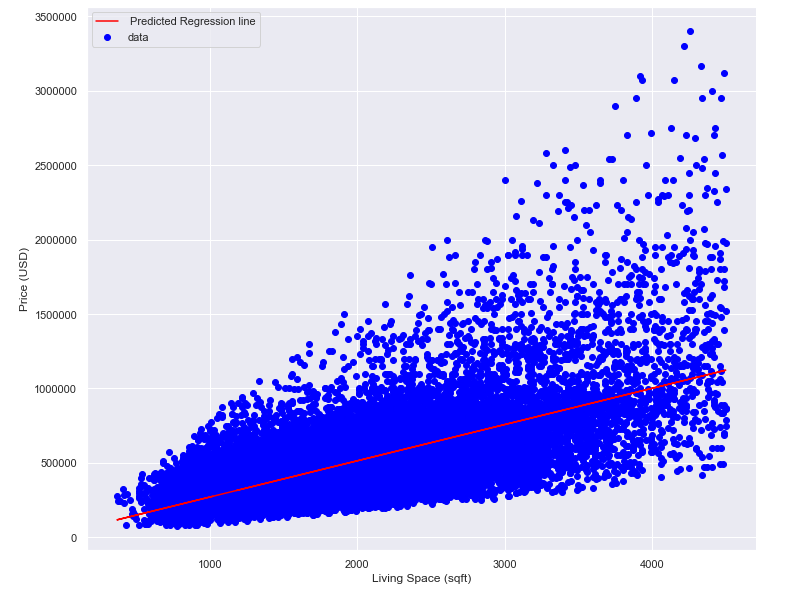 Predicted Regression line
data
3500000
3000000
2500000
2000000
1500000
1000000
500000
0
Price (USD)
1000 2000 3000 4000
Living Space (sqft)